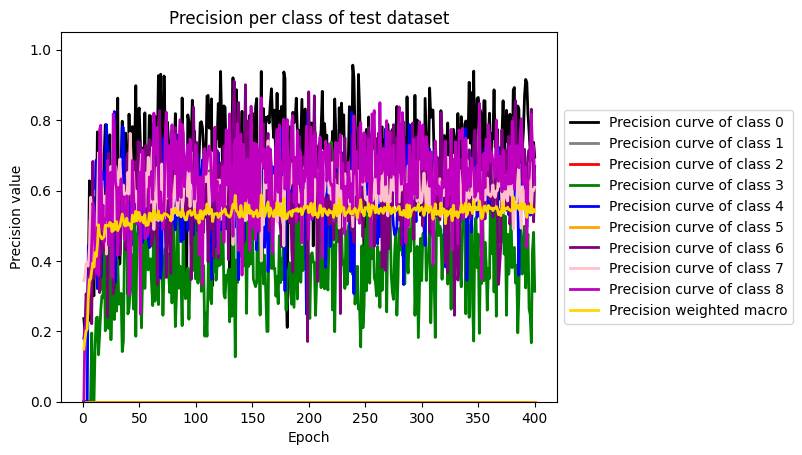 Precision per class of test dataset
Precision value
1.0
0.8
0.6
0.4
0.2
0.0
0
50
100
150
200
250
300
350
400
Epoch
Precision curve of class 0
Precision curve of class 1
Precision curve of class 2
Precision curve of class 3
Precision curve of class 4
Precision curve of class 5
Precision curve of class 6
Precision curve of class 7
Precision curve of class 8
Precision weighted macro